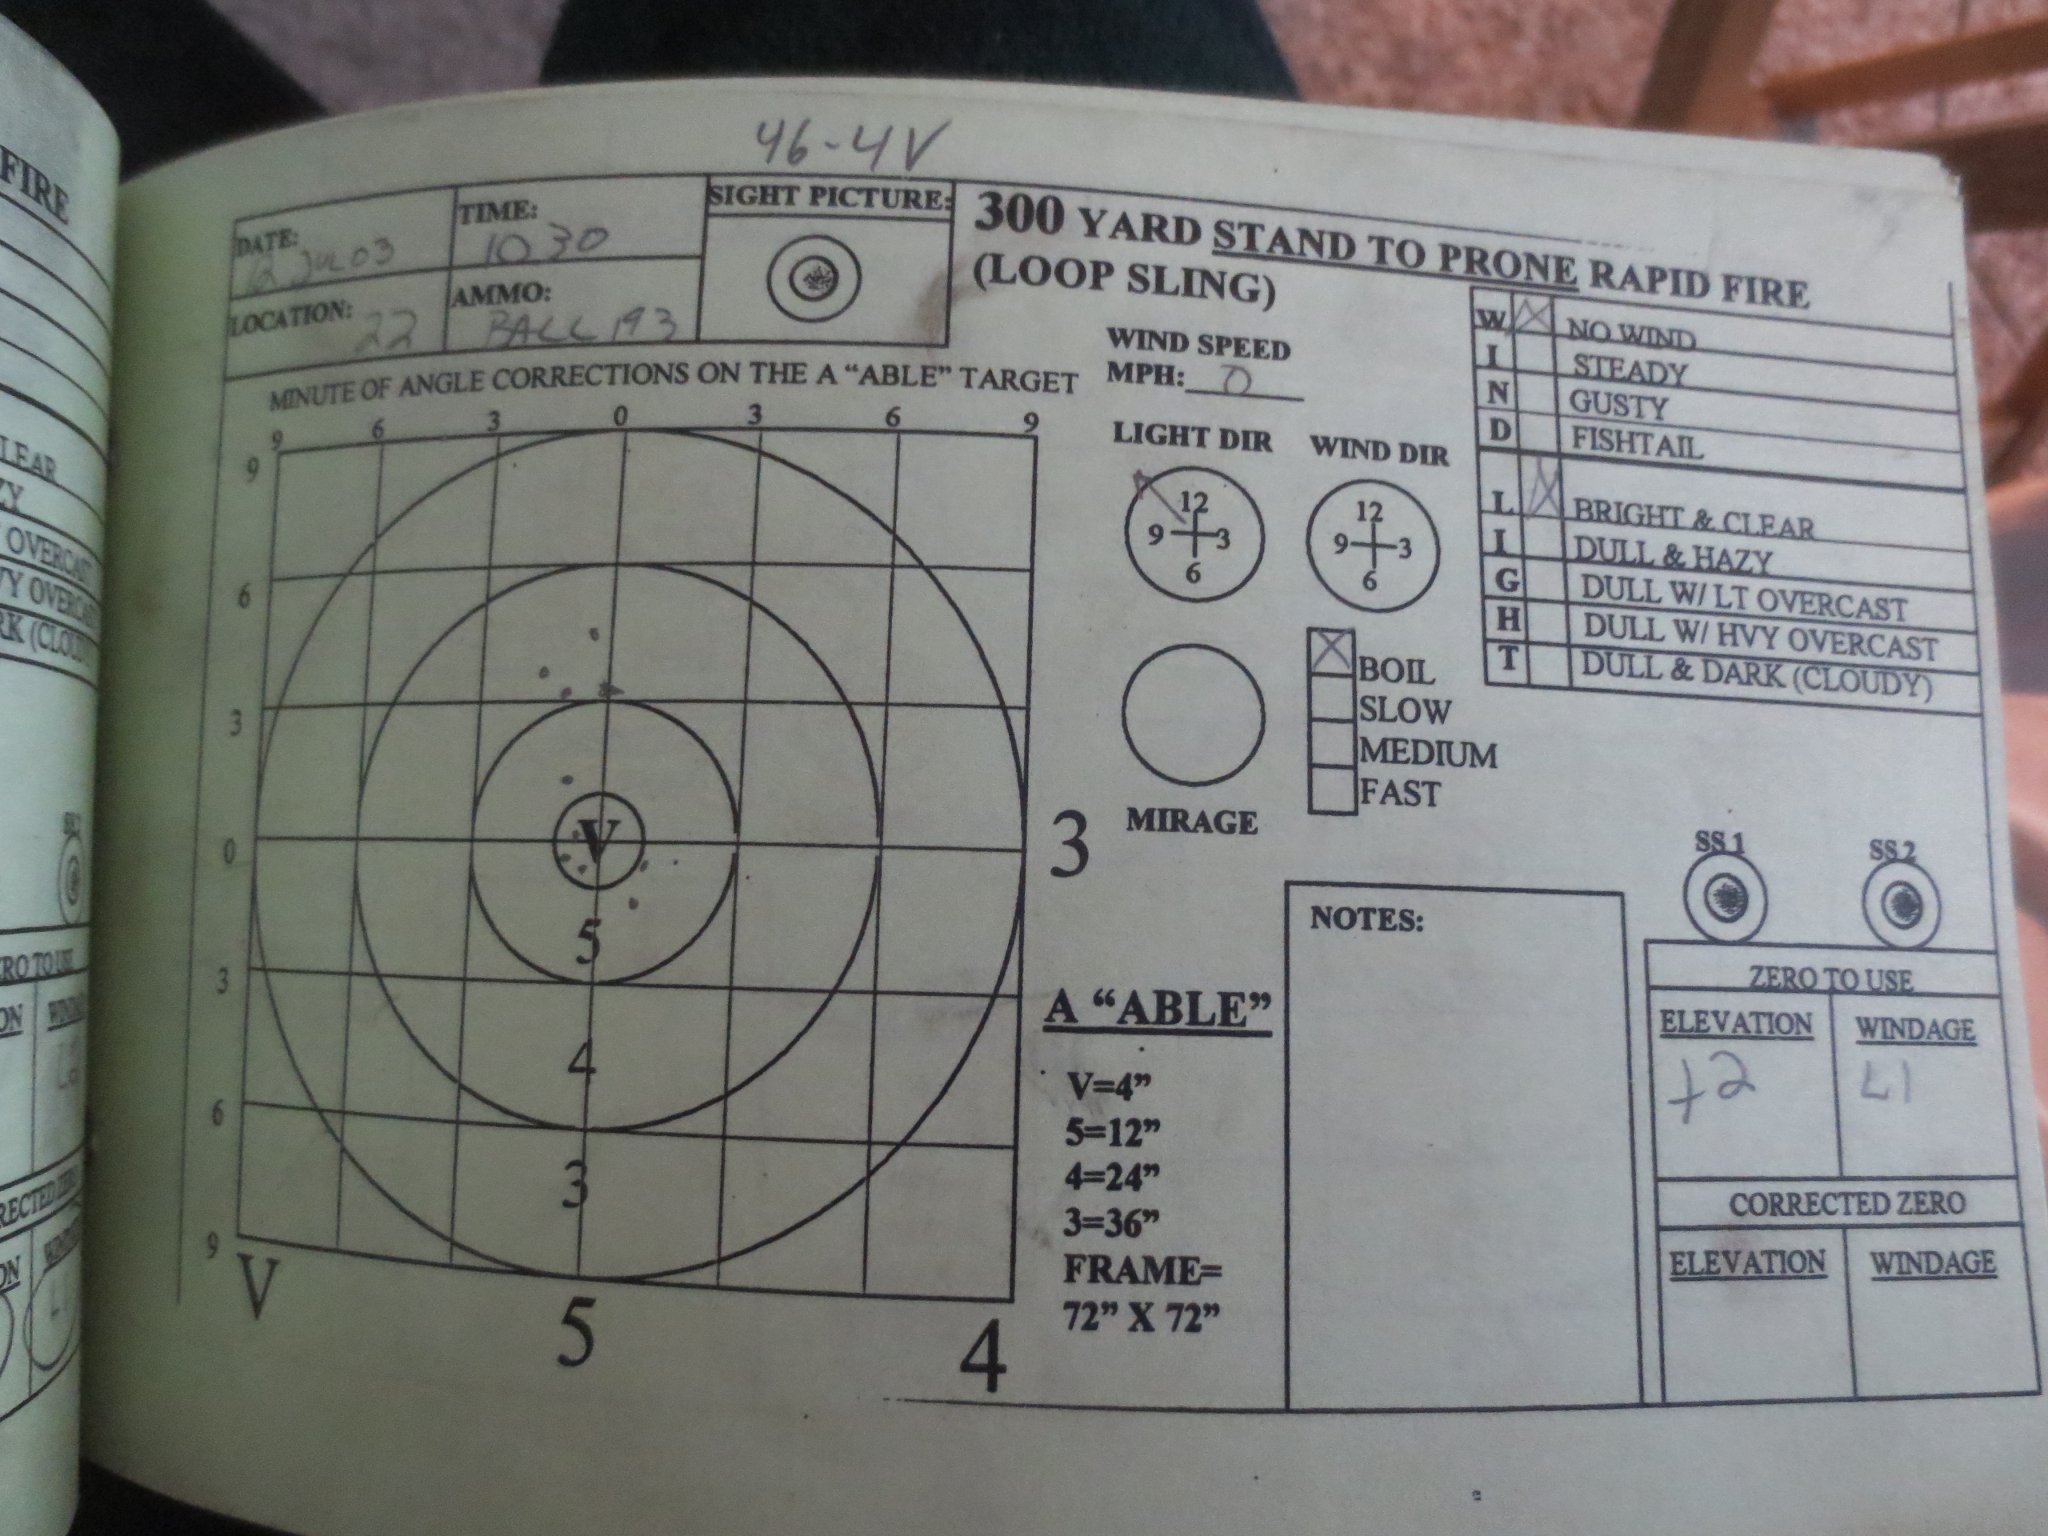 46-4V
DATE: 12 JUL 03
TIME: 1030
SIGHT PICTURE:
LOCATION: 22
AMMO: BALL 193
300 YARD STAND TO PRONE RAPID FIRE
(LOOP SLING)
MINUTE OF ANGLE CORRECTIONS ON THE A “ABLE” TARGET
9 6 3 0 3 6 9
9
6
3
0
3
6
9
V
5
4
3
V
5
4
3
WIND SPEED
MPH: 0
LIGHT DIR
12
9 3
6
WIND DIR
12
9 3
6
MIRAGE
BOIL
SLOW
MEDIUM
FAST
W NO WIND
I STEADY
N GUSTY
D FISHTAIL
L BRIGHT & CLEAR
I DULL & HAZY
G DULL W/ LT OVERCAST
H DULL W/ HVY OVERCAST
T DULL & DARK (CLOUDY)
A “ABLE”
V=4”
5=12”
4=24”
3=36”
FRAME=
72” X 72”
NOTES:
SS 1
SS 2
ZERO TO USE
ELEVATION WINDAGE
+2 L1
CORRECTED ZERO
ELEVATION WINDAGE
FIRE
OVERCAST